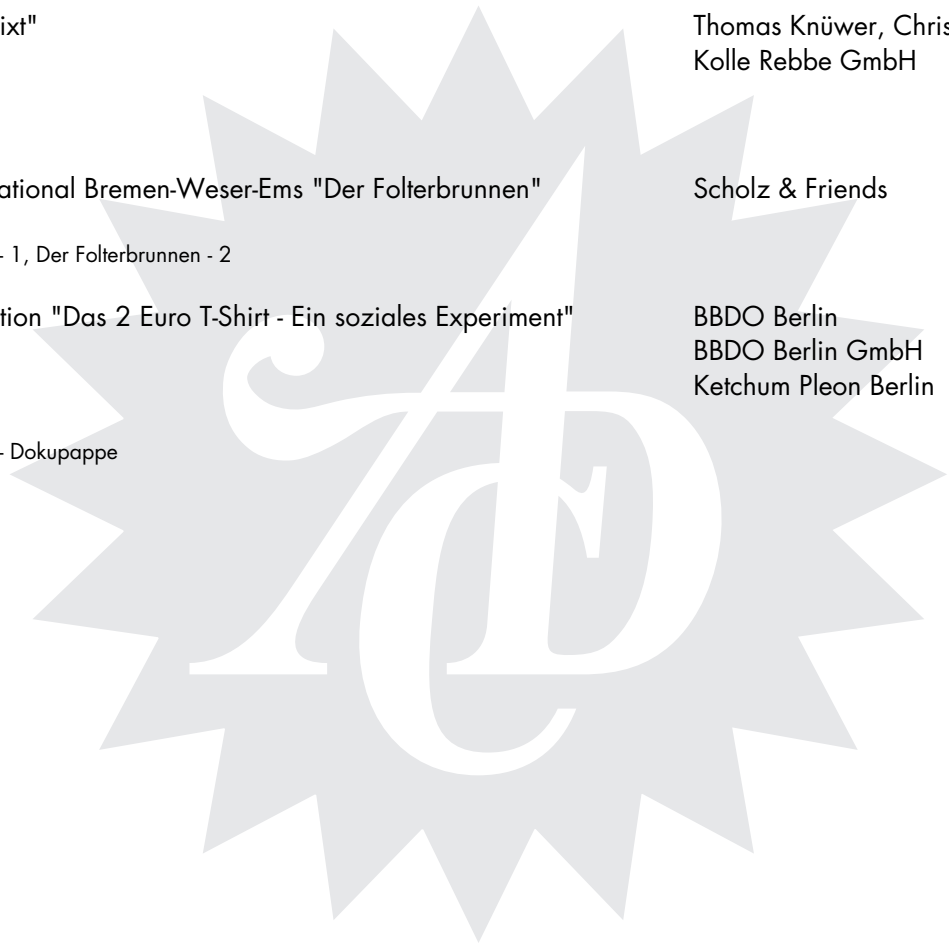 ixt" Thomas Knüwer, Chris
Kolle Rebbe GmbH
ational Bremen-Weser-Ems "Der Folterbrunnen" Scholz & Friends
- 1, Der Folterbrunnen - 2
tion "Das 2 Euro T-Shirt - Ein soziales Experiment" BBDO Berlin
BBDO Berlin GmbH
Ketchum Pleon Berlin
- Dokupappe
ADC